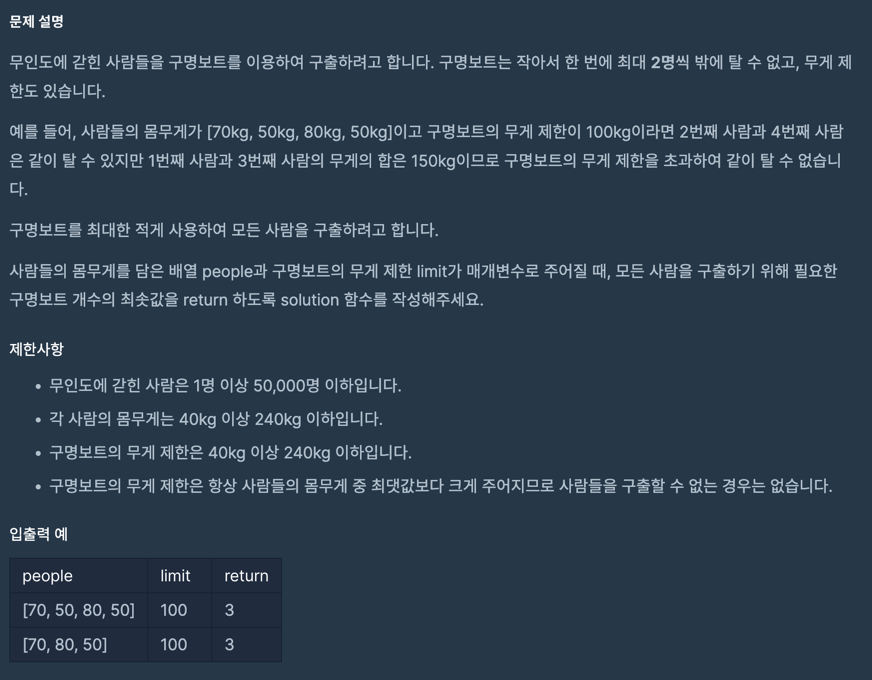 문제 설명
무인도에 갇힌 사람들을 구명보트를 이용하여 구출하려고 합니다. 구명보트는 작아서 한 번에 최대 2명씩 밖에 탈 수 없고, 무게 제
한도 있습니다.
예를 들어, 사람들의 몸무게가 [70kg, 50kg, 80kg, 50kg]이고 구명보트의 무게 제한이 100kg이라면 2번째 사람과 4번째 사람
은 같이 탈 수 있지만 1번째 사람과 3번째 사람의 무게의 합은 150kg이므로 구명보트의 무게 제한을 초과하여 같이 탈 수 없습니
다.
구명보트를 최대한 적게 사용하여 모든 사람을 구출하려고 합니다.
사람들의 몸무게를 담은 배열 people과 구명보트의 무게 제한 limit가 매개변수로 주어질 때, 모든 사람을 구출하기 위해 필요한
구명보트 개수의 최솟값을 return 하도록 solution 함수를 작성해주세요.
제한사항
• 무인도에 갇힌 사람은 1명 이상 50,000명 이하입니다.
• 각 사람의 몸무게는 40kg 이상 240kg 이하입니다.
• 구명보트의 무게 제한은 40kg 이상 240kg 이하입니다.
• 구명보트의 무게 제한은 항상 사람들의 몸무게 중 최댓값보다 크게 주어지므로 사람들을 구출할 수 없는 경우는 없습니다.
입출력 예
people limit return
[70, 50, 80, 50] 100 3
[70, 80, 50] 100 3